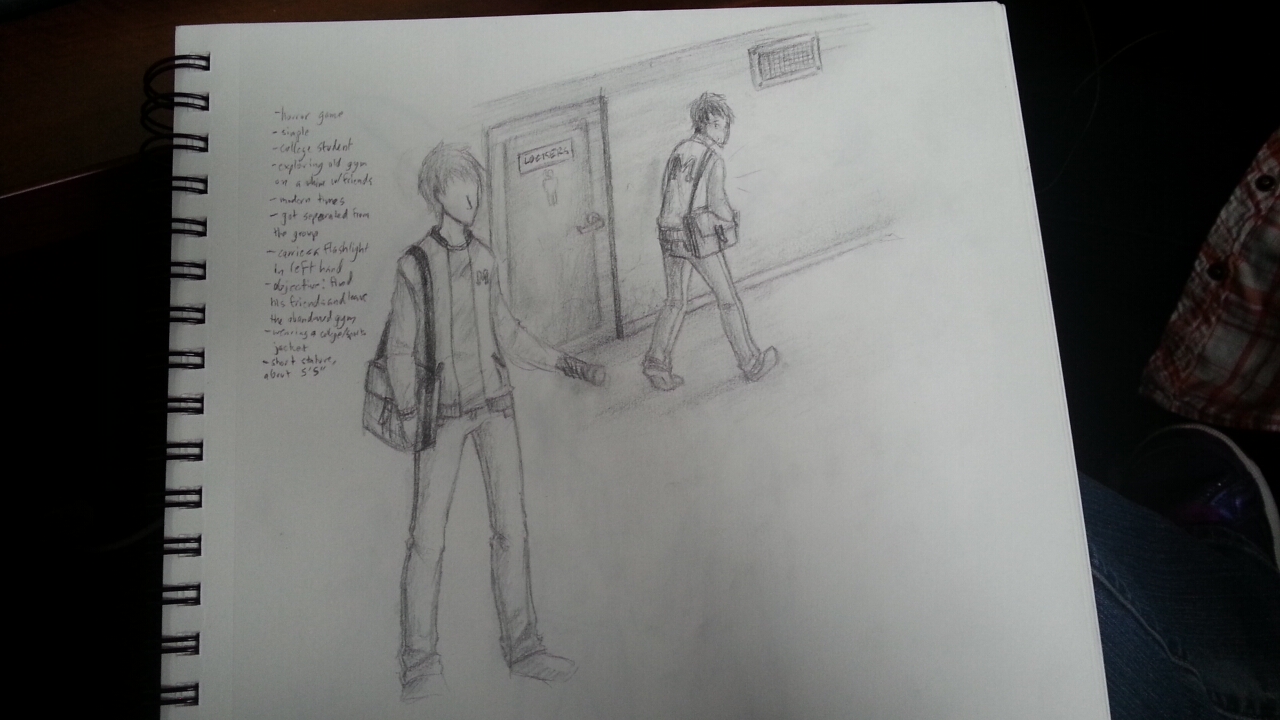 - horror game
- simple
- college student
- exploring old gym
on a dare w/friends
- modern times
- got separated from
the group
- carries flashlight
in left hand
- objective: find
his friends and leave
the abandoned gym
- wearing a college/sports
jacket
- short stature,
about 5'5"
LOCKERS
M
M